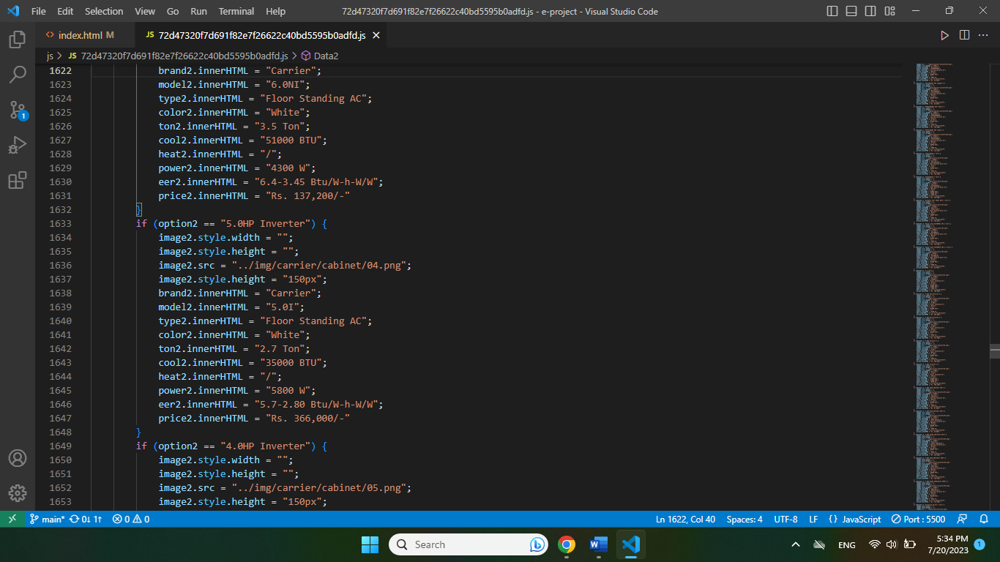 File Edit Selection View Go Run Terminal Help 72d47320f7d691f82e7f26622c40bd5595b0adfd.js - e-project - Visual Studio Code
index.html M JS 72d47320f7d691f82e7f26622c40bd5595b0adfd.js
js > JS 72d47320f7d691f82e7f26622c40bd5595b0adfd.js > Data2
1622 brand2.innerHTML = "Carrier";
1623 model2.innerHTML = "6.0NI";
1624 type2.innerHTML = "Floor Standing AC";
1625 color2.innerHTML = "White";
1626 ton2.innerHTML = "3.5 Ton";
1627 cool2.innerHTML = "51000 BTU";
1628 heat2.innerHTML = "/";
1629 power2.innerHTML = "4300 W";
1630 eer2.innerHTML = "6.4-3.45 Btu/W-h-W/W";
1631 price2.innerHTML = "Rs. 137,200/-"
1632 }
1633 if (option2 == "5.0HP Inverter") {
1634 image2.style.width = "";
1635 image2.style.height = "";
1636 image2.src = "../img/carrier/cabinet/04.png";
1637 image2.style.height = "150px";
1638 brand2.innerHTML = "Carrier";
1639 model2.innerHTML = "5.0I";
1640 type2.innerHTML = "Floor Standing AC";
1641 color2.innerHTML = "White";
1642 ton2.innerHTML = "2.7 Ton";
1643 cool2.innerHTML = "35000 BTU";
1644 heat2.innerHTML = "/";
1645 power2.innerHTML = "5800 W";
1646 eer2.innerHTML = "5.7-2.80 Btu/W-h-W/W";
1647 price2.innerHTML = "Rs. 366,000/-"
1648 }
1649 if (option2 == "4.0HP Inverter") {
1650 image2.style.width = "";
1651 image2.style.height = "";
1652 image2.src = "../img/carrier/cabinet/05.png";
1653 image2.style.height = "150px";
1
main* 0↓ 1↑ 0 0 Ln 1622, Col 40 Spaces: 4 UTF-8 LF {} JavaScript Port : 5500
Search ENG 5:34 PM
7/20/2023 1